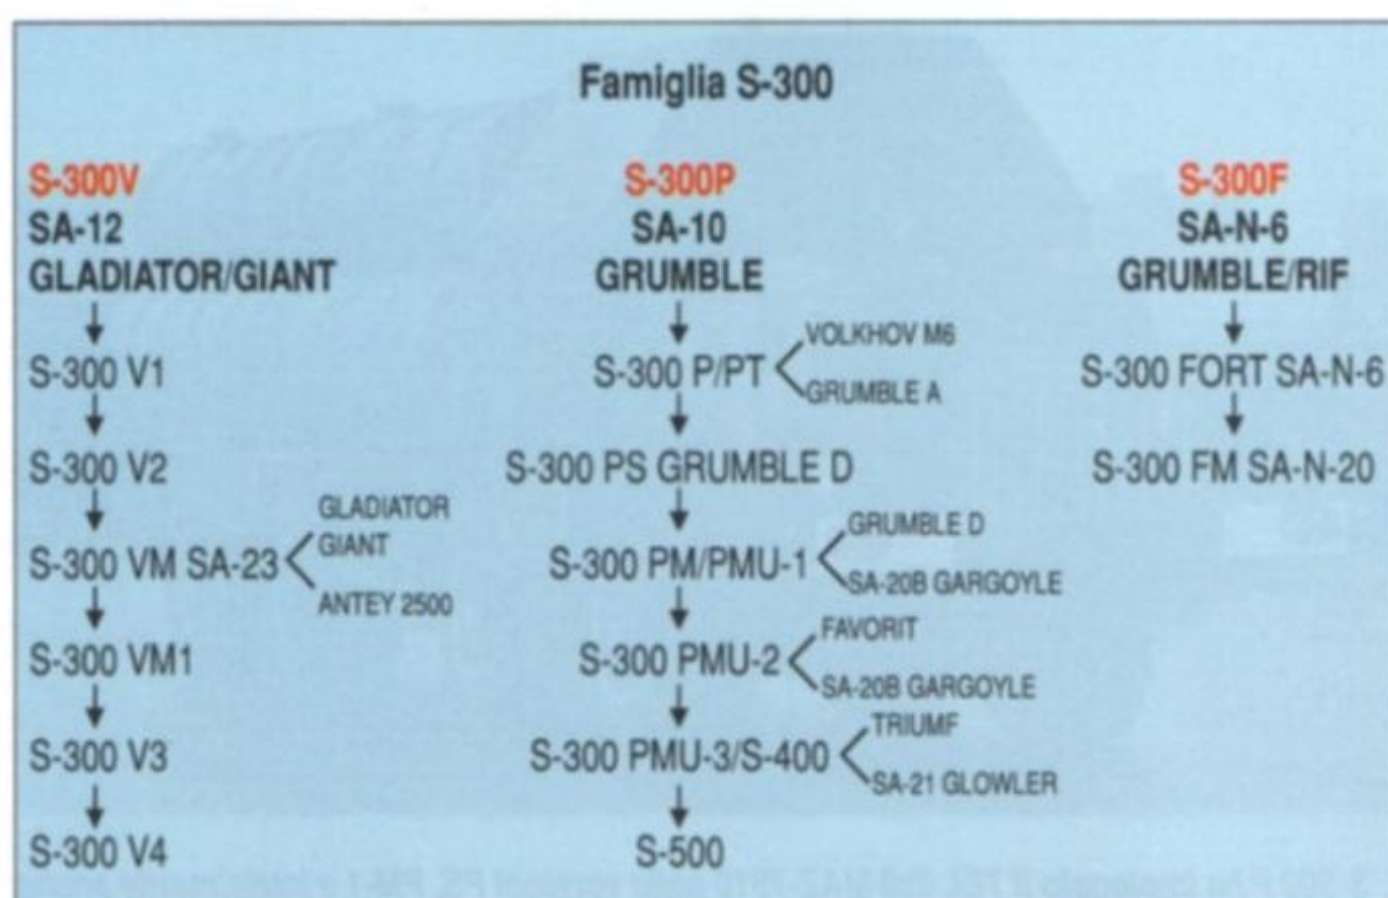 Famiglia S-300
S-300V
SA-12
GLADIATOR/GIANT
S-300 V1
S-300 V2
S-300 VM SA-23
GLADIATOR
GIANT
ANTEY 2500
S-300 VM1
S-300 V3
S-300 V4
S-300P
SA-10
GRUMBLE
S-300 P/PT
VOLKHOV M6
GRUMBLE A
S-300 PS GRUMBLE D
S-300 PM/PMU-1
GRUMBLE D
SA-20B GARGOYLE
S-300 PMU-2
FAVORIT
SA-20B GARGOYLE
S-300 PMU-3/S-400
TRIUMF
SA-21 GLOWLER
S-500
S-300F
SA-N-6
GRUMBLE/RIF
S-300 FORT SA-N-6
S-300 FM SA-N-20